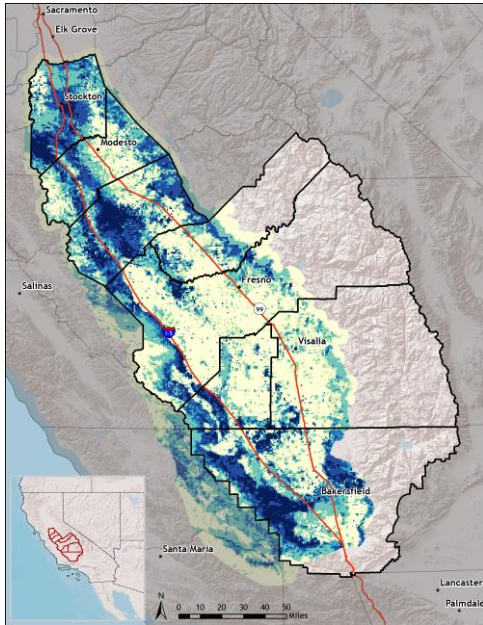 Sacramento
Elk Grove
Stockton
Modesto
Salinas
Fresno
99
Visalia
Bakersfield
Santa Maria
Lancaster
Palmdale
N
0 10 20 30 40 50
Miles